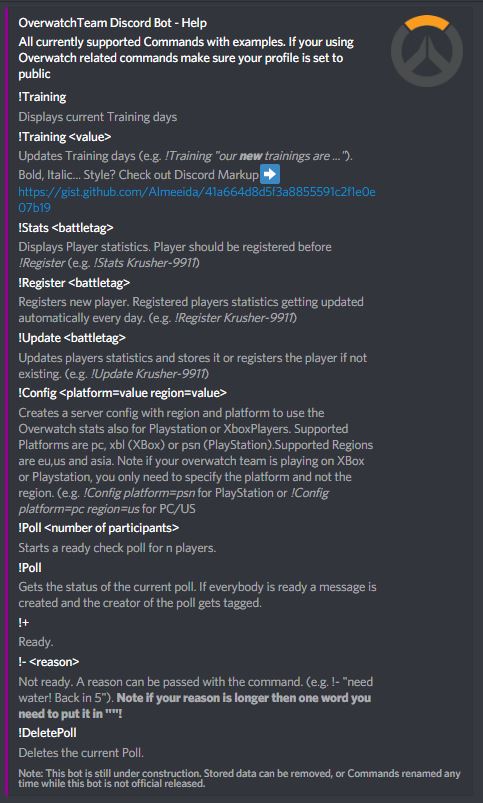 OverwatchTeam Discord Bot - Help
All currently supported Commands with examples. If your using
Overwatch related commands make sure your profile is set to
public
!Training
Displays current Training days
!Training <value>
Updates Training days (e.g. !Training "our new trainings are ...").
Bold, Italic... Style? Check out Discord Markup➡
https://gist.github.com/Almeeida/41a664d8d5f3a8855591c2f1e0e
07b19
!Stats <battletag>
Displays Player statistics. Player should be registered before
!Register (e.g. !Stats Krusher-9911)
!Register <battletag>
Registers new player. Registered players statistics getting updated
automatically every day. (e.g. !Register Krusher-9911)
!Update <battletag>
Updates players statistics and stores it or registers the player if not
existing. (e.g. !Update Krusher-9911)
!Config <platform=value region=value>
Creates a server config with region and platform to use the
Overwatch stats also for Playstation or XboxPlayers. Supported
Platforms are pc, xbl (XBox) or psn (PlayStation).Supported Regions
are eu,us and asia. Note if your overwatch team is playing on XBox
or Playstation, you only need to specify the platform and not the
region. (e.g. !Config platform=psn for PlayStation or !Config
platform=pc region=us for PC/US
!Poll <number of participants>
Starts a ready check poll for n players.
!Poll
Gets the status of the current poll. If everybody is ready a message is
created and the creator of the poll gets tagged.
!+
Ready.
!- <reason>
Not ready. A reason can be passed with the command. (e.g. !- "need
water! Back in 5"). Note if your reason is longer then one word you
need to put it in ""!
!DeletePoll
Deletes the current Poll.
Note: This bot is still under construction. Stored data can be removed, or Commands renamed any
time while this bot is not official released.